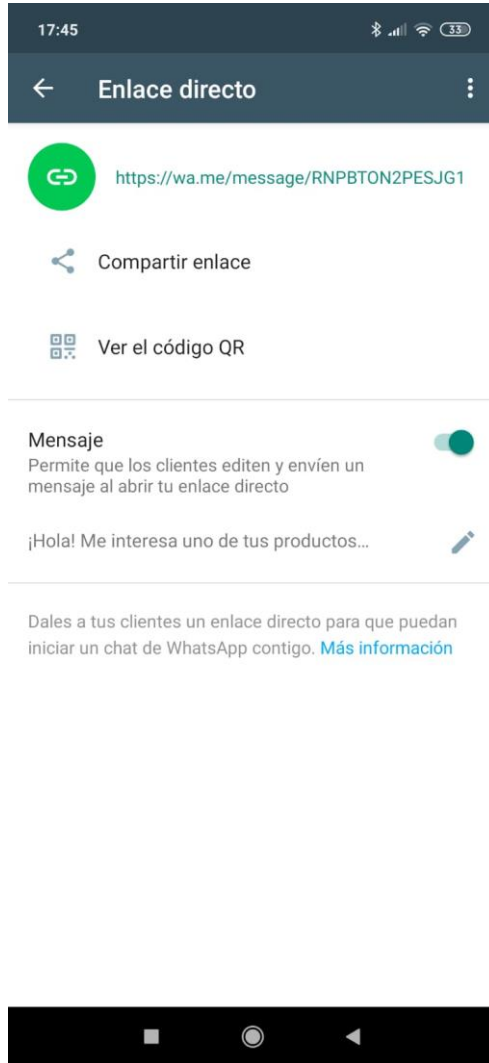 17:45
33
Enlace directo
https://wa.me/message/RNPBTON2PESJG1
Compartir enlace
Ver el código QR
Mensaje
Permite que los clientes editen y envíen un
mensaje al abrir tu enlace directo
¡Hola! Me interesa uno de tus productos...
Dales a tus clientes un enlace directo para que puedan
iniciar un chat de WhatsApp contigo. Más información